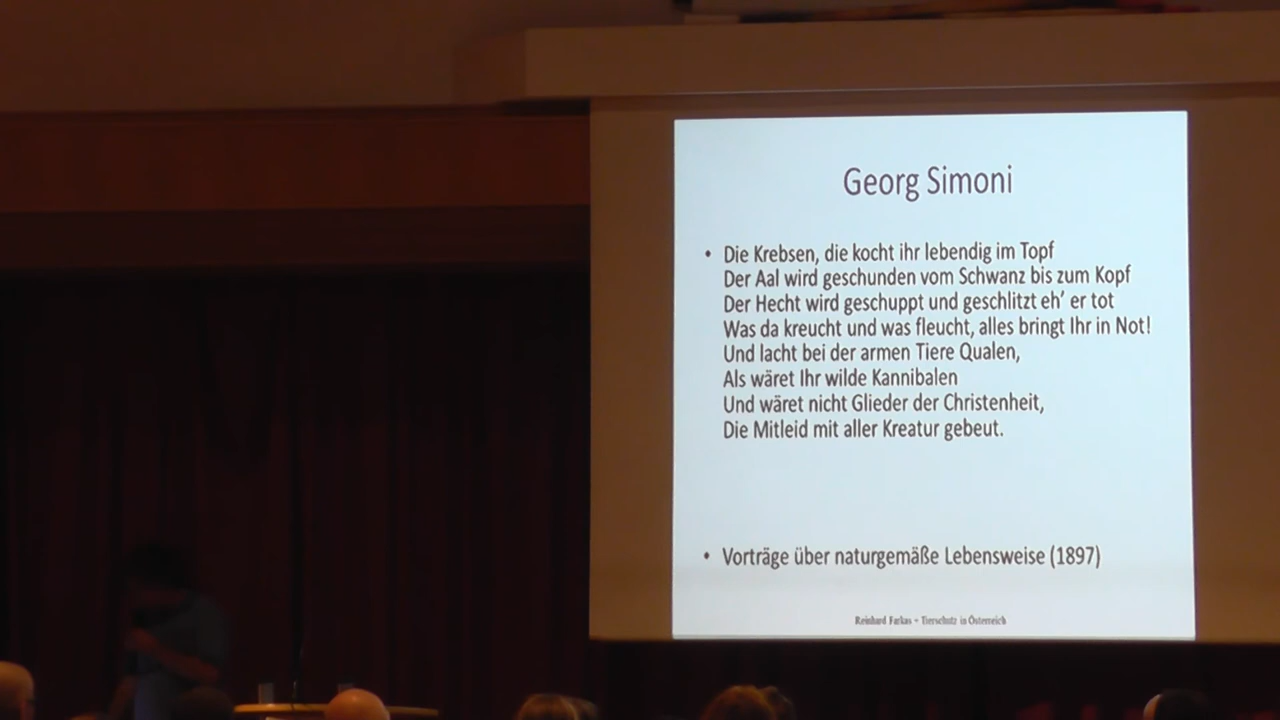 Georg Simoni
• Die Krebsen, die kocht ihr lebendig im Topf
Der Aal wird geschunden vom Schwanz bis zum Kopf
Der Hecht wird geschuppt und geschlitzt eh’ er tot
Was da kreucht und was fleucht, alles bringt Ihr in Not!
Und lacht bei der armen Tiere Qualen,
Als wäret Ihr wilde Kannibalen
Und wäret nicht Glieder der Christenheit,
Die Mitleid mit aller Kreatur gebeut.
• Vorträge über naturgemäße Lebensweise (1897)
Reinhard Farkas - Tierschutz in Österreich